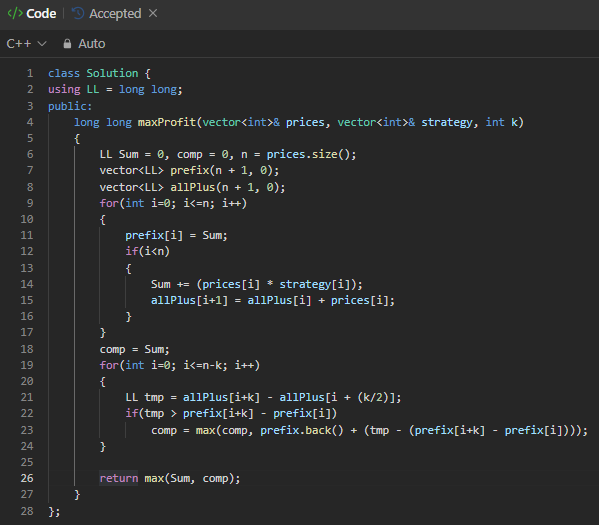 </> Code | Accepted ×
C++ Auto
1 class Solution {
2 using LL = long long;
3 public:
4 long long maxProfit(vector<int>& prices, vector<int>& strategy, int k)
5 {
6 LL Sum = 0, comp = 0, n = prices.size();
7 vector<LL> prefix(n + 1, 0);
8 vector<LL> allPlus(n + 1, 0);
9 for(int i=0; i<=n; i++)
10 {
11 prefix[i] = Sum;
12 if(i<n)
13 {
14 Sum += (prices[i] * strategy[i]);
15 allPlus[i+1] = allPlus[i] + prices[i];
16 }
17 }
18 comp = Sum;
19 for(int i=0; i<=n-k; i++)
20 {
21 LL tmp = allPlus[i+k] - allPlus[i + (k/2)];
22 if(tmp > prefix[i+k] - prefix[i])
23 comp = max(comp, prefix.back() + (tmp - (prefix[i+k] - prefix[i])));
24 }
25
26 return max(Sum, comp);
27 }
28 };